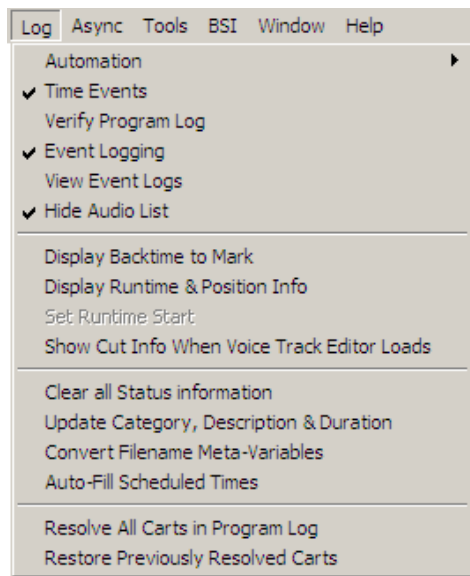 Log Async Tools BSI Window Help
Automation
Time Events
Verify Program Log
Event Logging
View Event Logs
Hide Audio List
Display Backtime to Mark
Display Runtime & Position Info
Set Runtime Start
Show Cut Info When Voice Track Editor Loads
Clear all Status information
Update Category, Description & Duration
Convert Filename Meta-Variables
Auto-Fill Scheduled Times
Resolve All Carts in Program Log
Restore Previously Resolved Carts